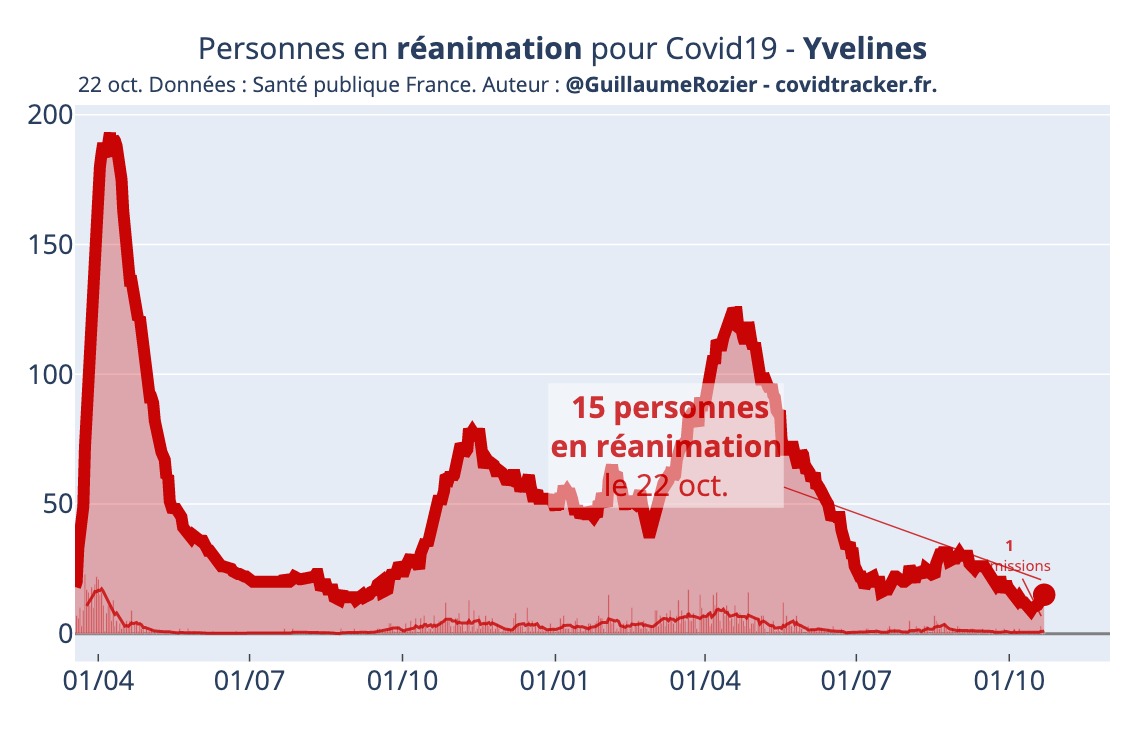 Personnes en réanimation pour Covid19 - Yvelines
22 oct. Données : Santé publique France. Auteur : @GuillaumeRozier - covidtracker.fr.
200
150
100
50
0
15 personnes
en réanimation
le 22 oct.
1
01/04 01/07 01/10 01/01 01/04 01/07 01/10